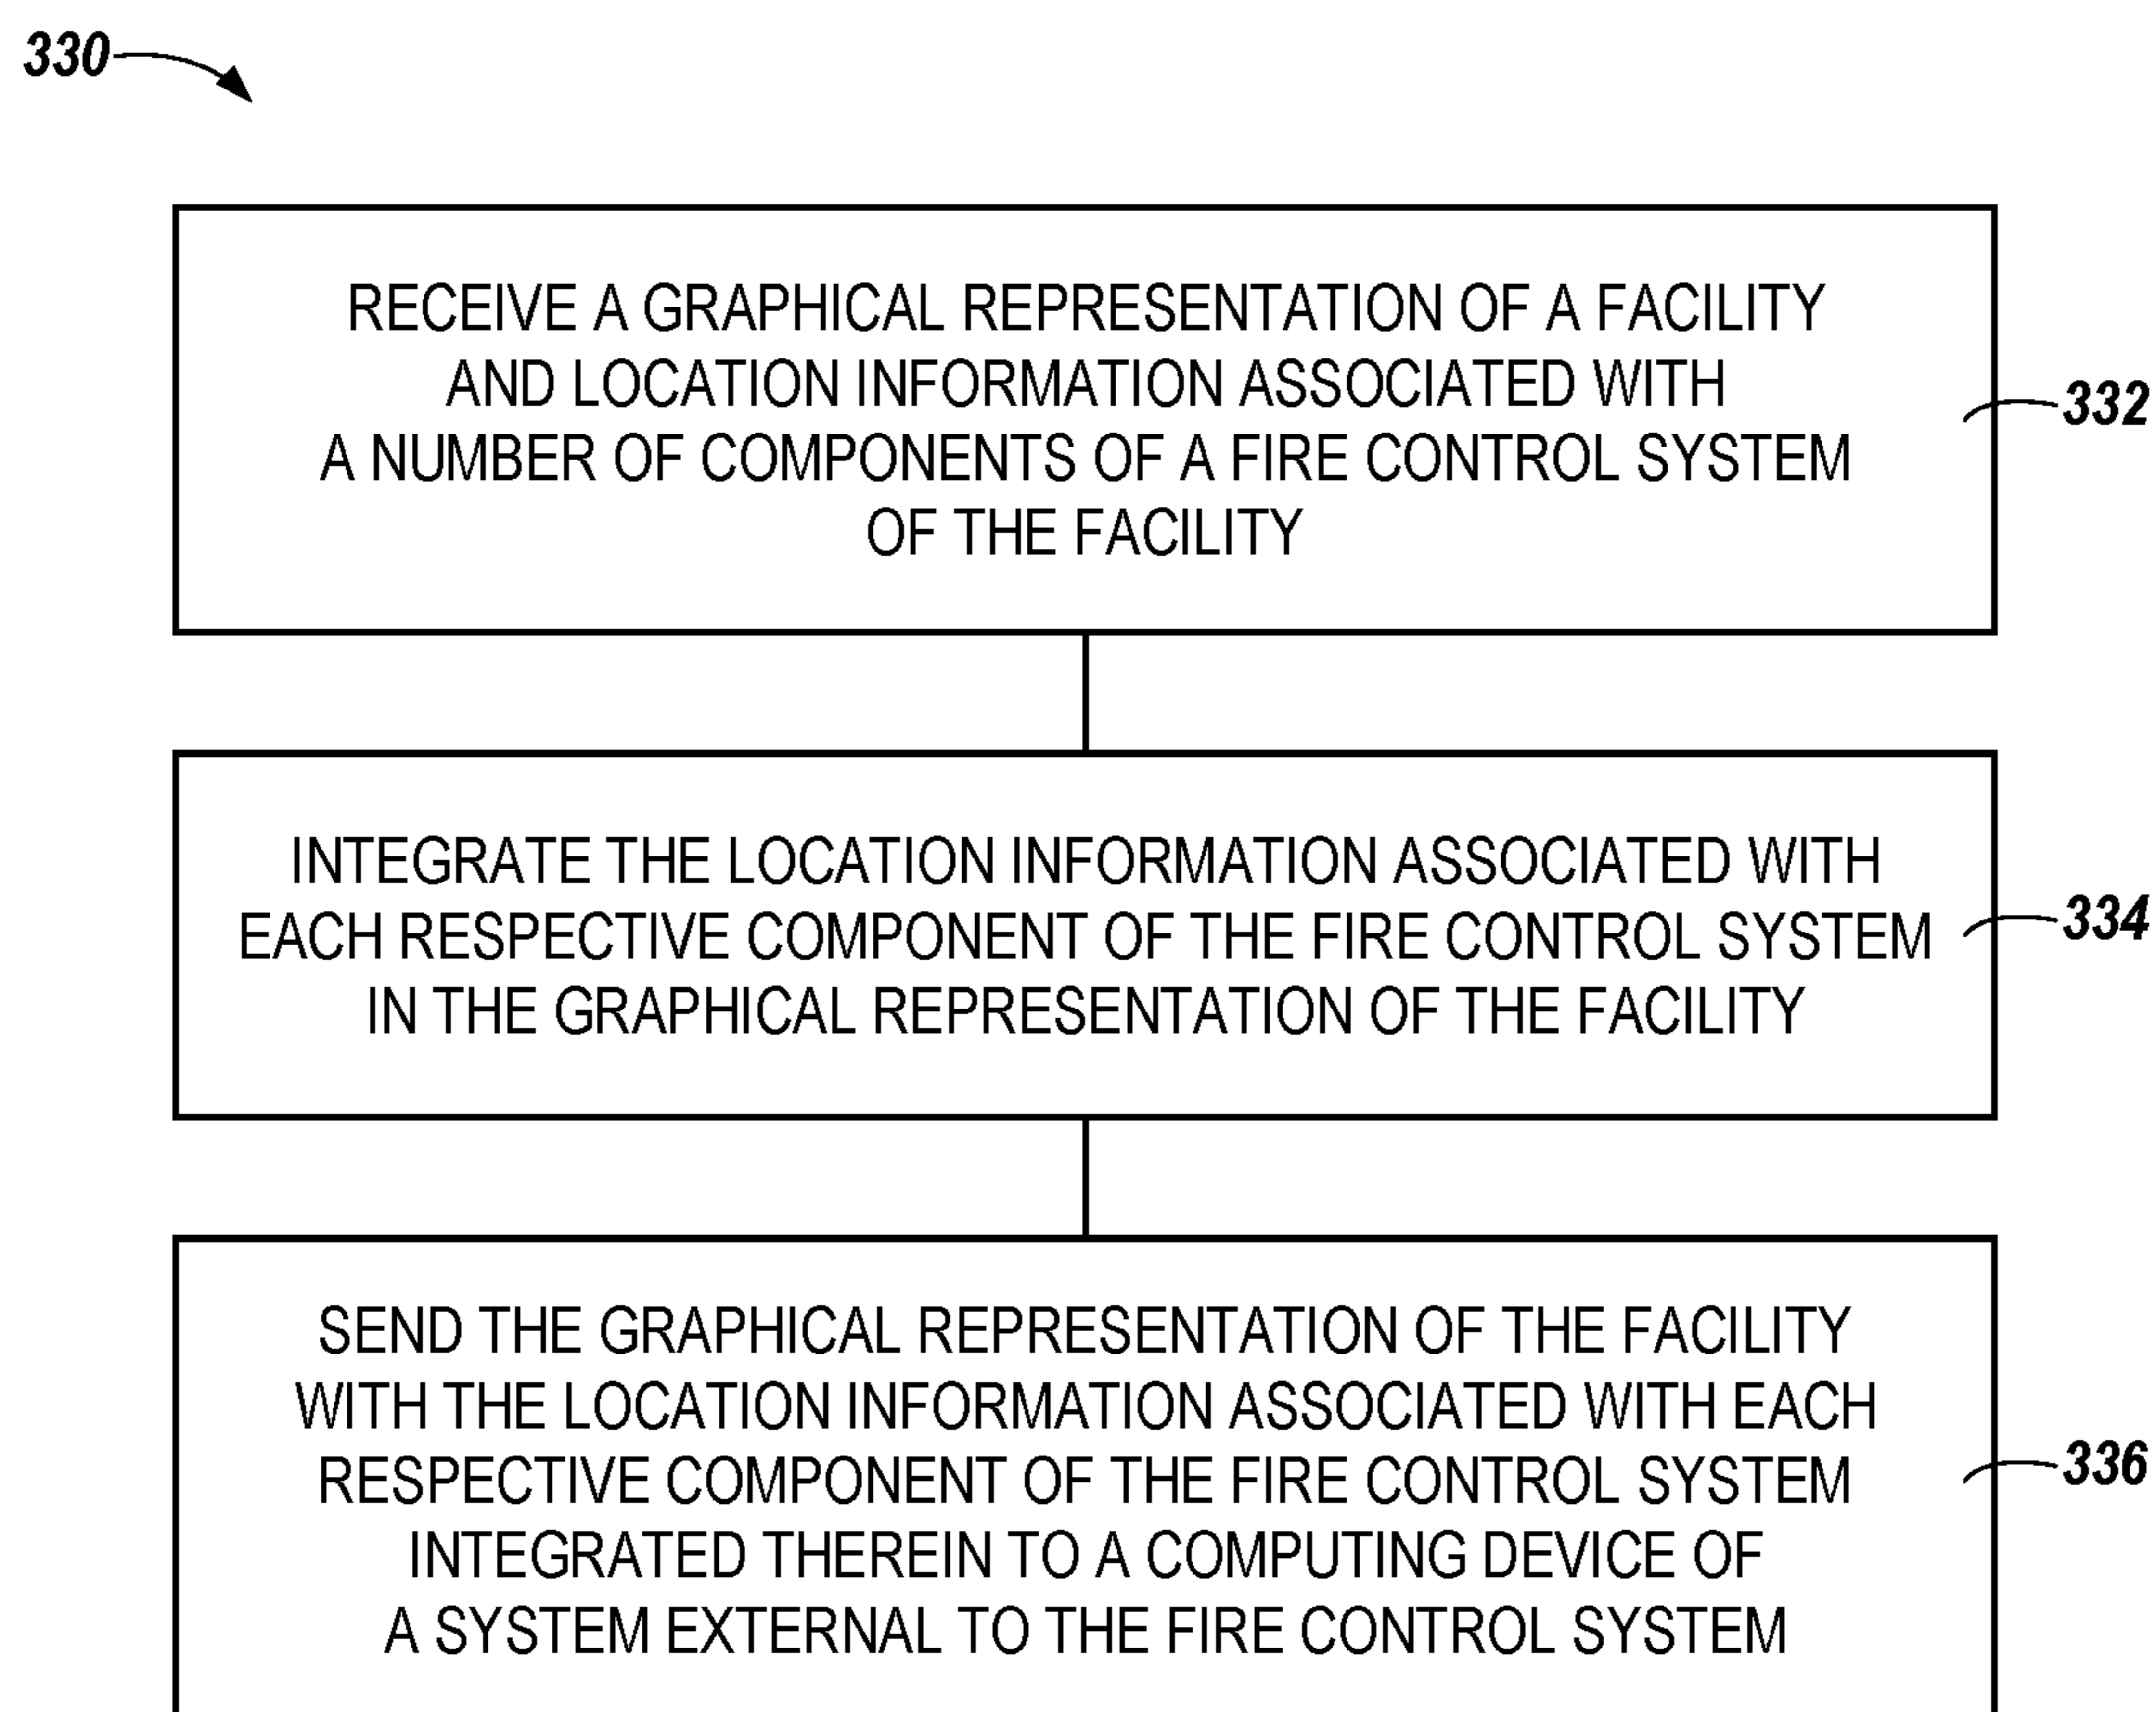 330
RECEIVE A GRAPHICAL REPRESENTATION OF A FACILITY
AND LOCATION INFORMATION ASSOCIATED WITH
A NUMBER OF COMPONENTS OF A FIRE CONTROL SYSTEM
OF THE FACILITY
332
INTEGRATE THE LOCATION INFORMATION ASSOCIATED WITH
EACH RESPECTIVE COMPONENT OF THE FIRE CONTROL SYSTEM
IN THE GRAPHICAL REPRESENTATION OF THE FACILITY
334
SEND THE GRAPHICAL REPRESENTATION OF THE FACILITY
WITH THE LOCATION INFORMATION ASSOCIATED WITH EACH
RESPECTIVE COMPONENT OF THE FIRE CONTROL SYSTEM
INTEGRATED THEREIN TO A COMPUTING DEVICE OF
A SYSTEM EXTERNAL TO THE FIRE CONTROL SYSTEM
336